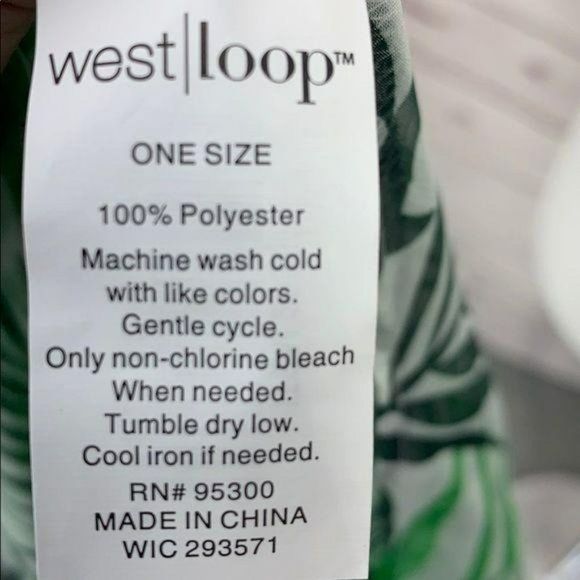 west|loop™
ONE SIZE
100% Polyester
Machine wash cold
with like colors.
Gentle cycle.
Only non-chlorine bleach
When needed.
Tumble dry low.
Cool iron if needed.
RN# 95300
MADE IN CHINA
WIC 293571